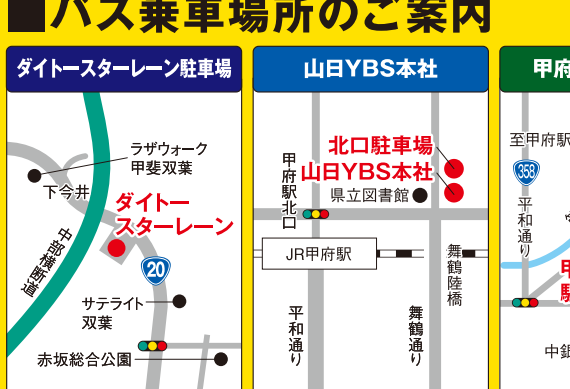 ■バス乗車場所のご案内
ダイトースターレーン駐車場
ラザウォーク
甲斐双葉
下今井
ダイトー
スターレーン
中部横断道
20
サテライト
双葉
赤坂総合公園
山日YBS本社
北口駐車場
山日YBS本社
県立図書館
甲府駅北口
JR甲府駅
舞鶴陸橋
平和通り
舞鶴通り
甲府
至甲府駅
358
平和通り
甲
中銀